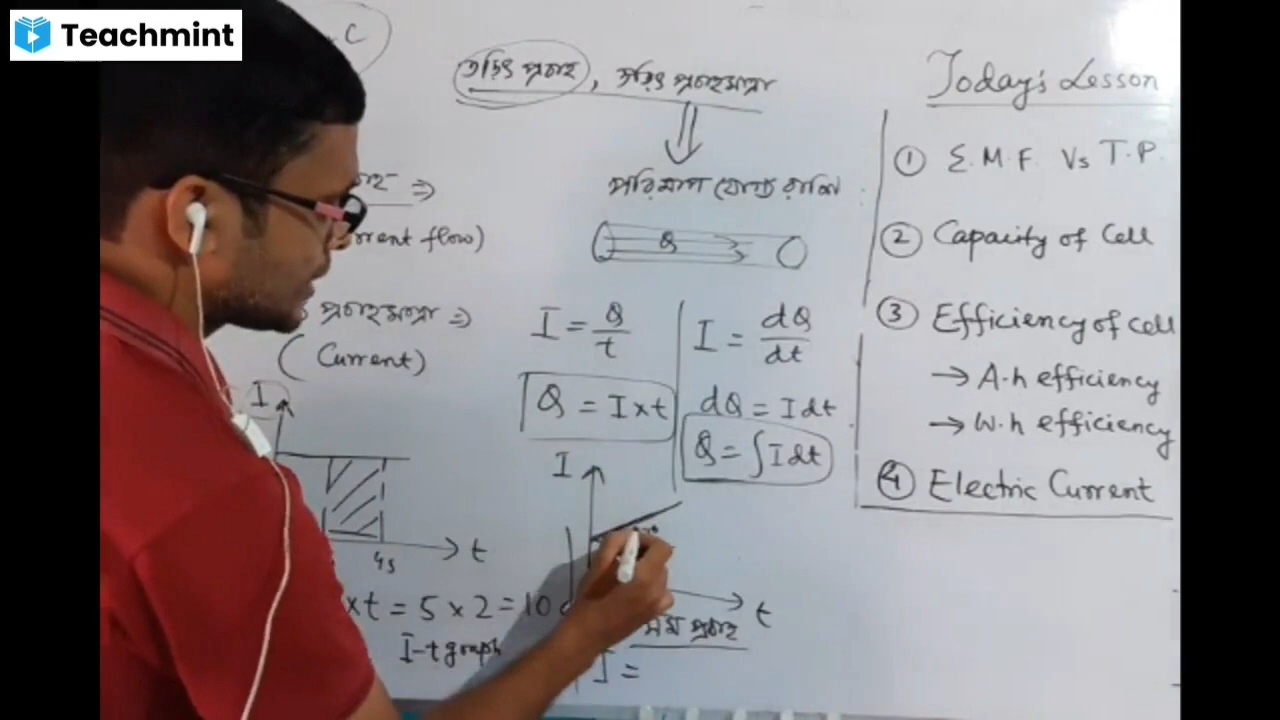 Teachmint
C
তড়িৎ প্রবাহ, তড়িৎ প্রবাহমাত্রা
পরিমাপ যোগ্য রাশি
⇒
rrent flow)
Q
প্রবাহমাত্রা ⇒
(Current)
I = Q/t
I = dQ/dt
Q = I×t
dQ = Idt
Q = ∫Idt
I
t
4s
×t = 5 × 2 = 10
I-t graph
I
t
সম প্রবাহ
I =
Today's Lesson
① E.M.F. Vs T.P.
② Capacity of Cell
③ Efficiency of cell
→ A-h efficiency
→ W.h efficiency
④ Electric Current